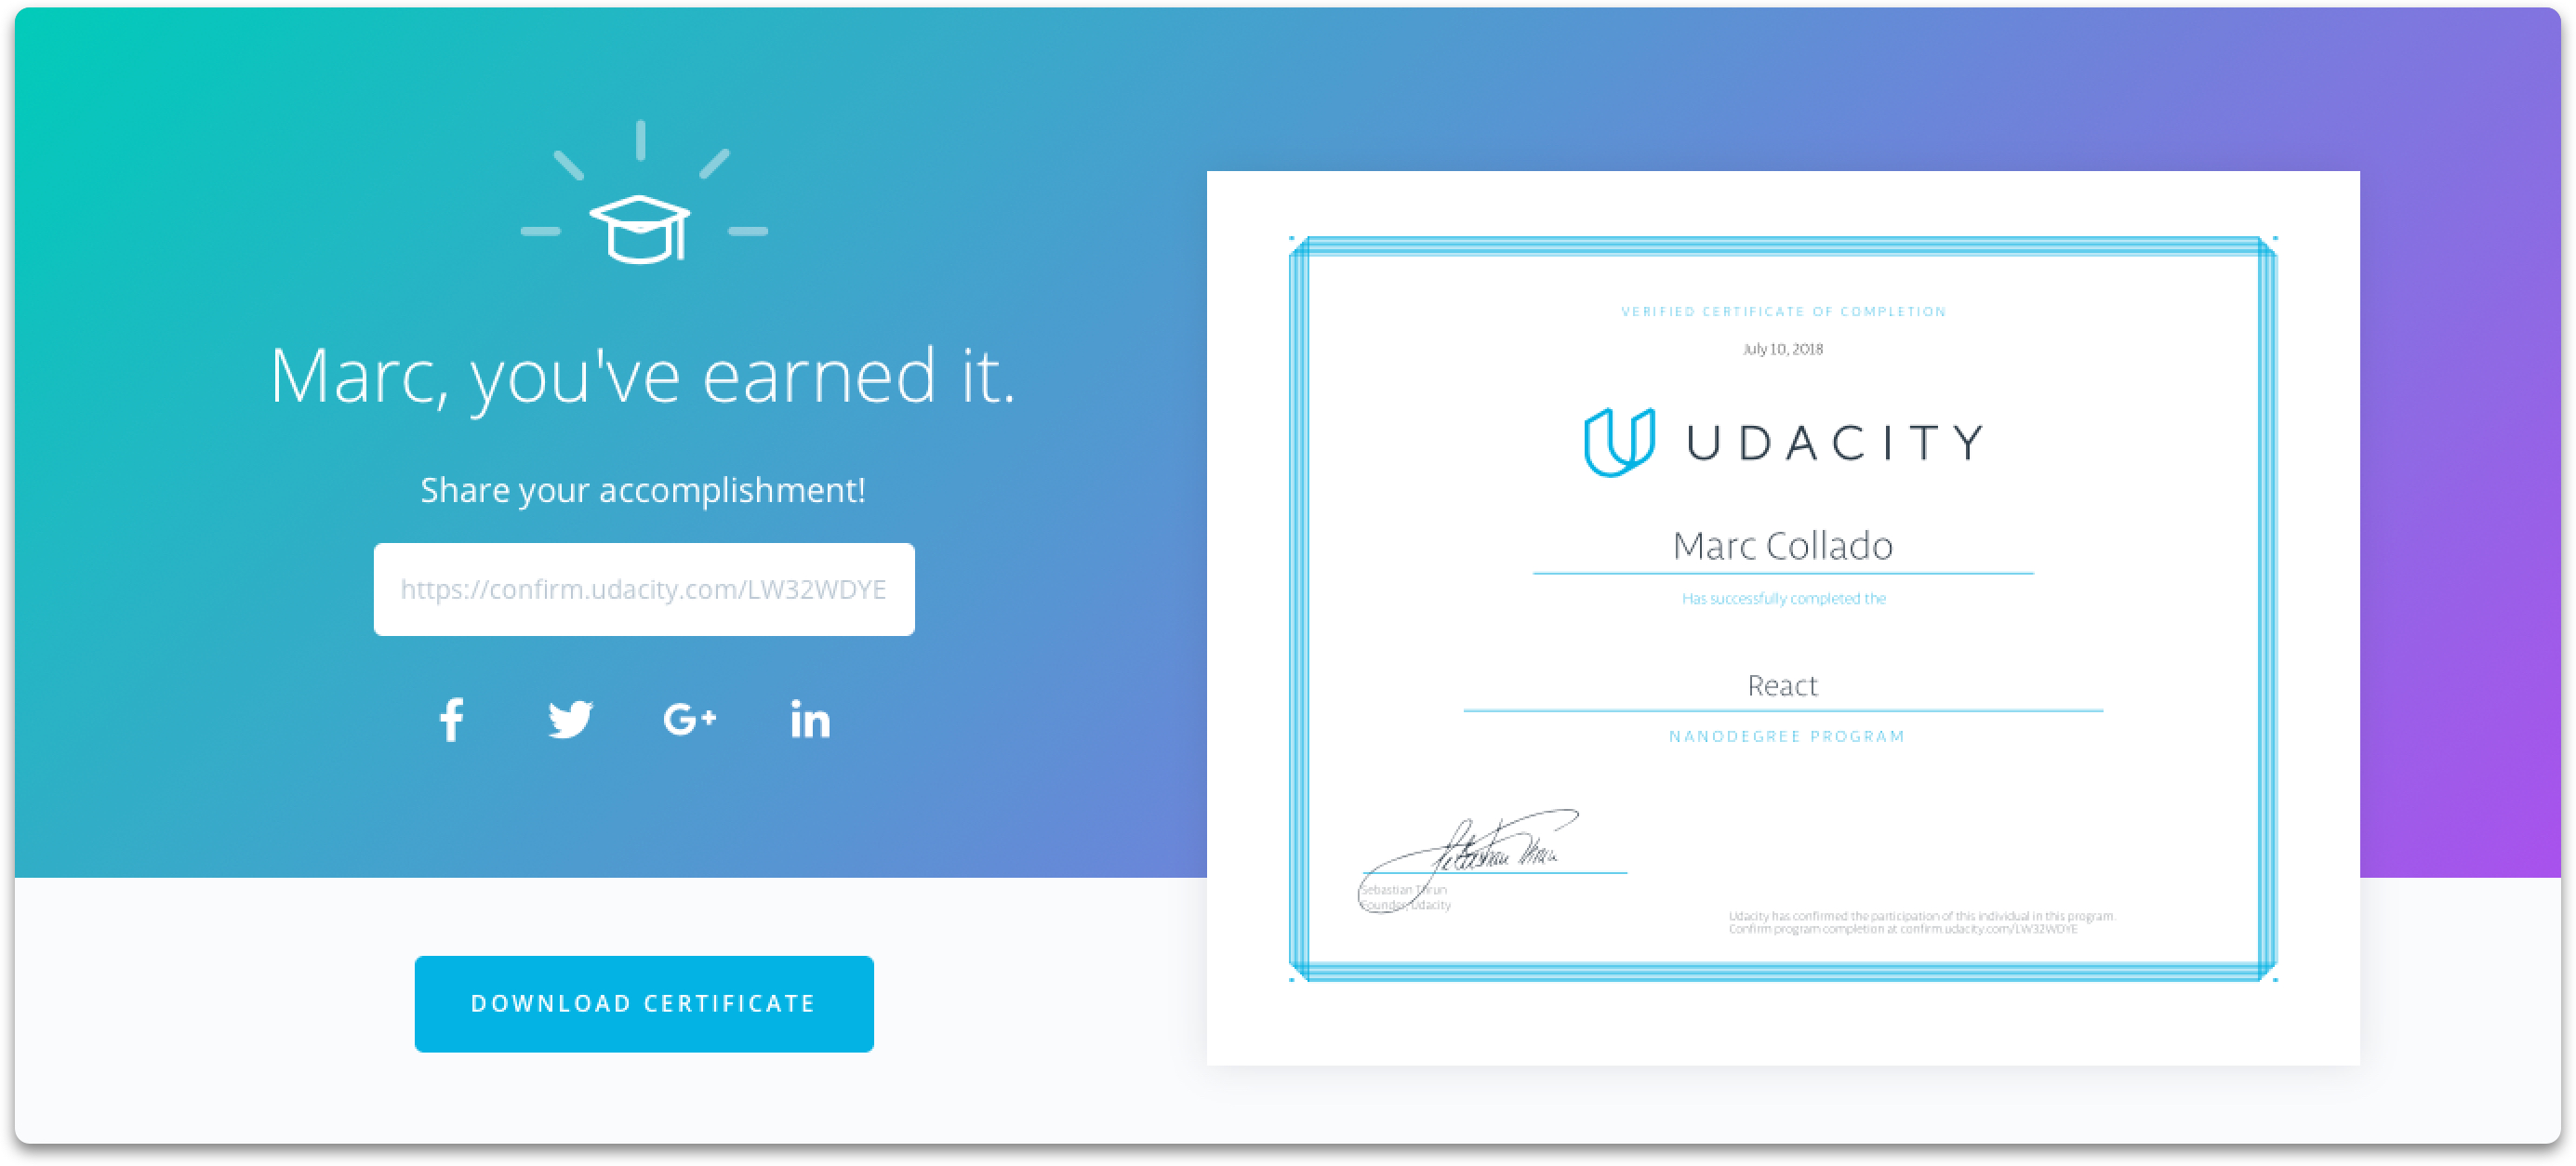 Marc, you've earned it.
Share your accomplishment!
https://confirm.udacity.com/LW32WDYE
DOWNLOAD CERTIFICATE
VERIFIED CERTIFICATE OF COMPLETION
July 10, 2018
UDACITY
Marc Collado
Has successfully completed the
React
NANODEGREE PROGRAM
Sebastian Thrun
Sebastian Thrun
Founder, Udacity
Udacity has confirmed the participation of this individual in this program.
Confirm program completion at confirm.udacity.com/LW32WDYE